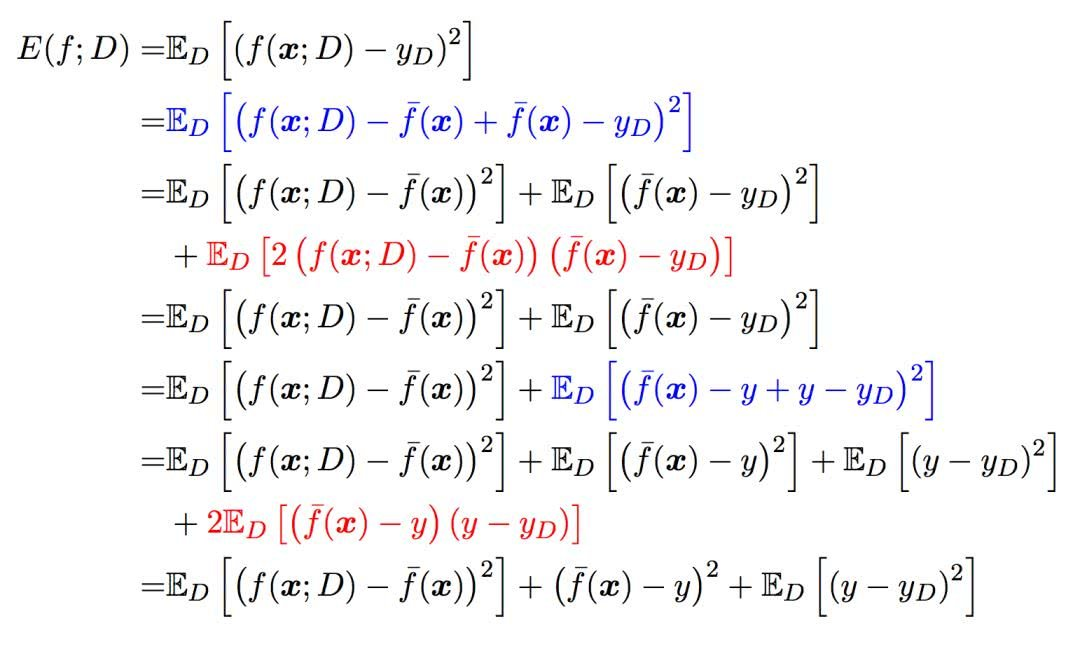 E(f; D) =𝔼_D [(f(𝒙; D) − y_D)²]
=𝔼_D [(f(𝒙; D) − f̄(𝒙) + f̄(𝒙) − y_D)²]
=𝔼_D [(f(𝒙; D) − f̄(𝒙))²] + 𝔼_D [(f̄(𝒙) − y_D)²]
+ 𝔼_D [2 (f(𝒙; D) − f̄(𝒙)) (f̄(𝒙) − y_D)]
=𝔼_D [(f(𝒙; D) − f̄(𝒙))²] + 𝔼_D [(f̄(𝒙) − y_D)²]
=𝔼_D [(f(𝒙; D) − f̄(𝒙))²] + 𝔼_D [(f̄(𝒙) − y + y − y_D)²]
=𝔼_D [(f(𝒙; D) − f̄(𝒙))²] + 𝔼_D [(f̄(𝒙) − y)²] + 𝔼_D [(y − y_D)²]
+ 2𝔼_D [(f̄(𝒙) − y) (y − y_D)]
=𝔼_D [(f(𝒙; D) − f̄(𝒙))²] + (f̄(𝒙) − y)² + 𝔼_D [(y − y_D)²]